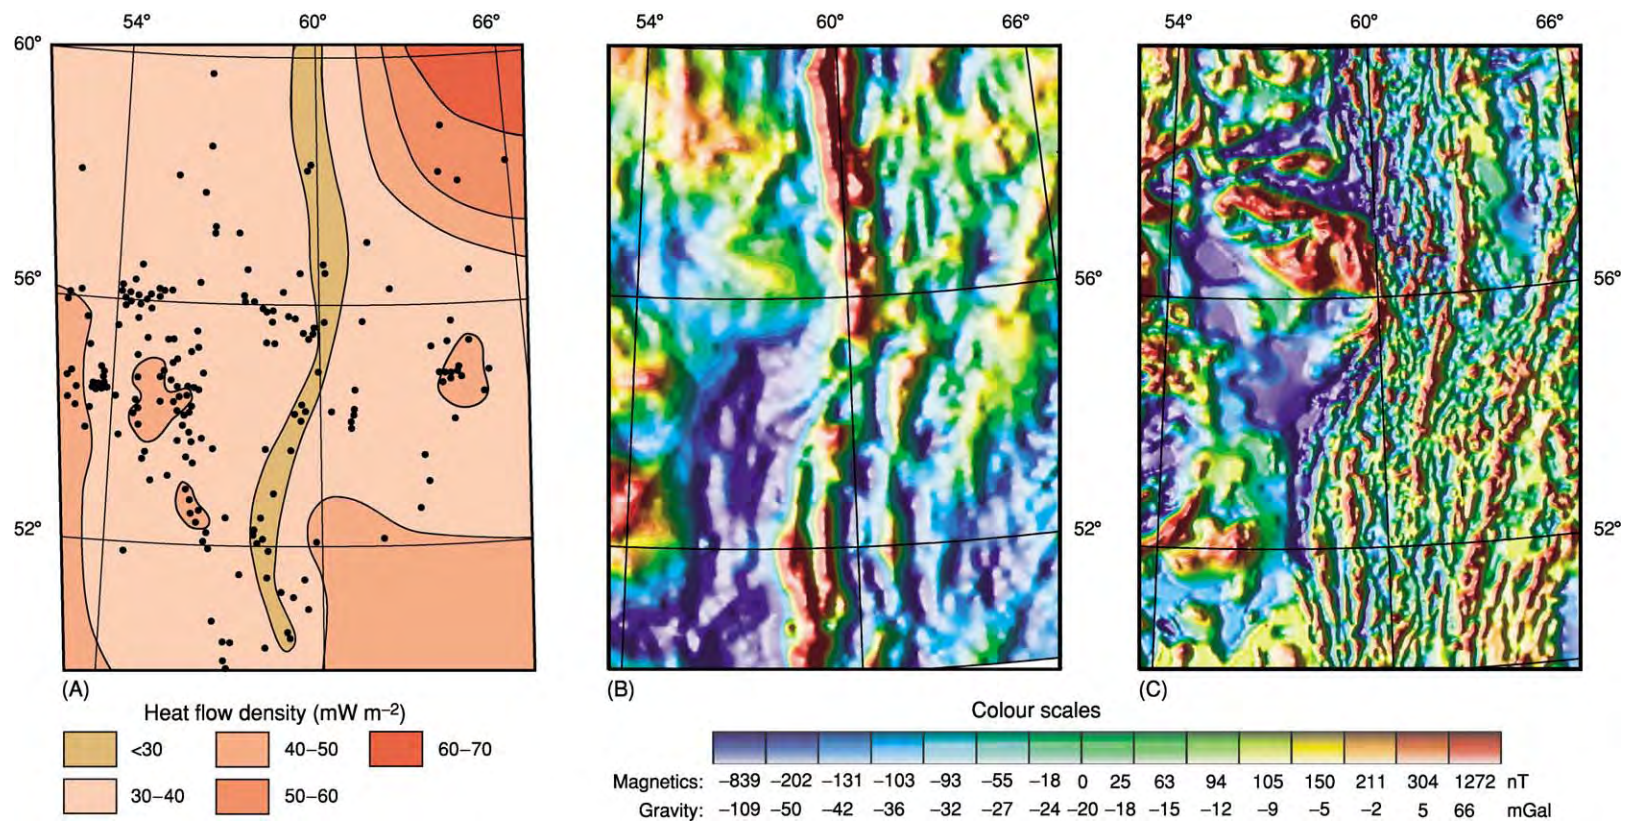 54° 60° 66° 54° 60° 66° 54° 60° 66°
60°
56° 56° 56°
52° 52° 52°
(A) (B) (C)
Heat flow density (mW m−2)
<30 40–50 60–70
30–40 50–60
Colour scales
Magnetics: −839 −202 −131 −103 −93 −55 −18 0 25 63 94 105 150 211 304 1272 nT
Gravity: −109 −50 −42 −36 −32 −27 −24 −20 −18 −15 −12 −9 −5 −2 5 66 mGal